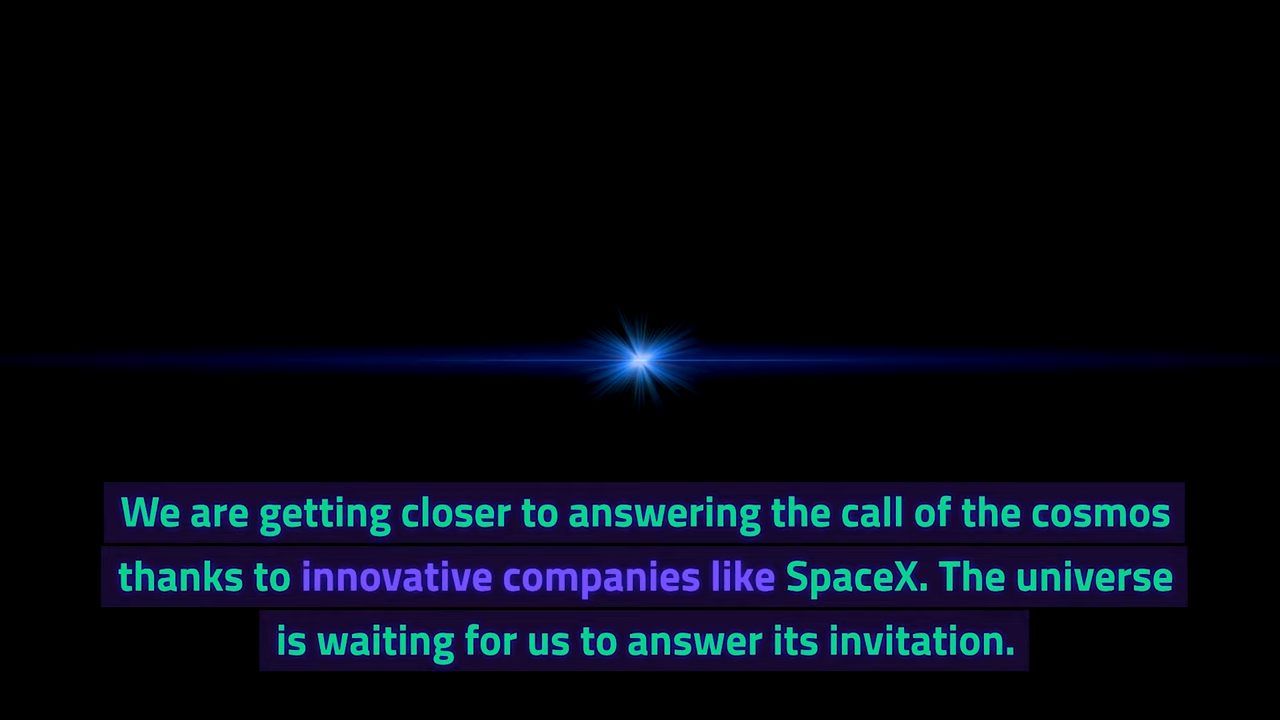 We are getting closer to answering the call of the cosmos
thanks to innovative companies like SpaceX. The universe
is waiting for us to answer its invitation.